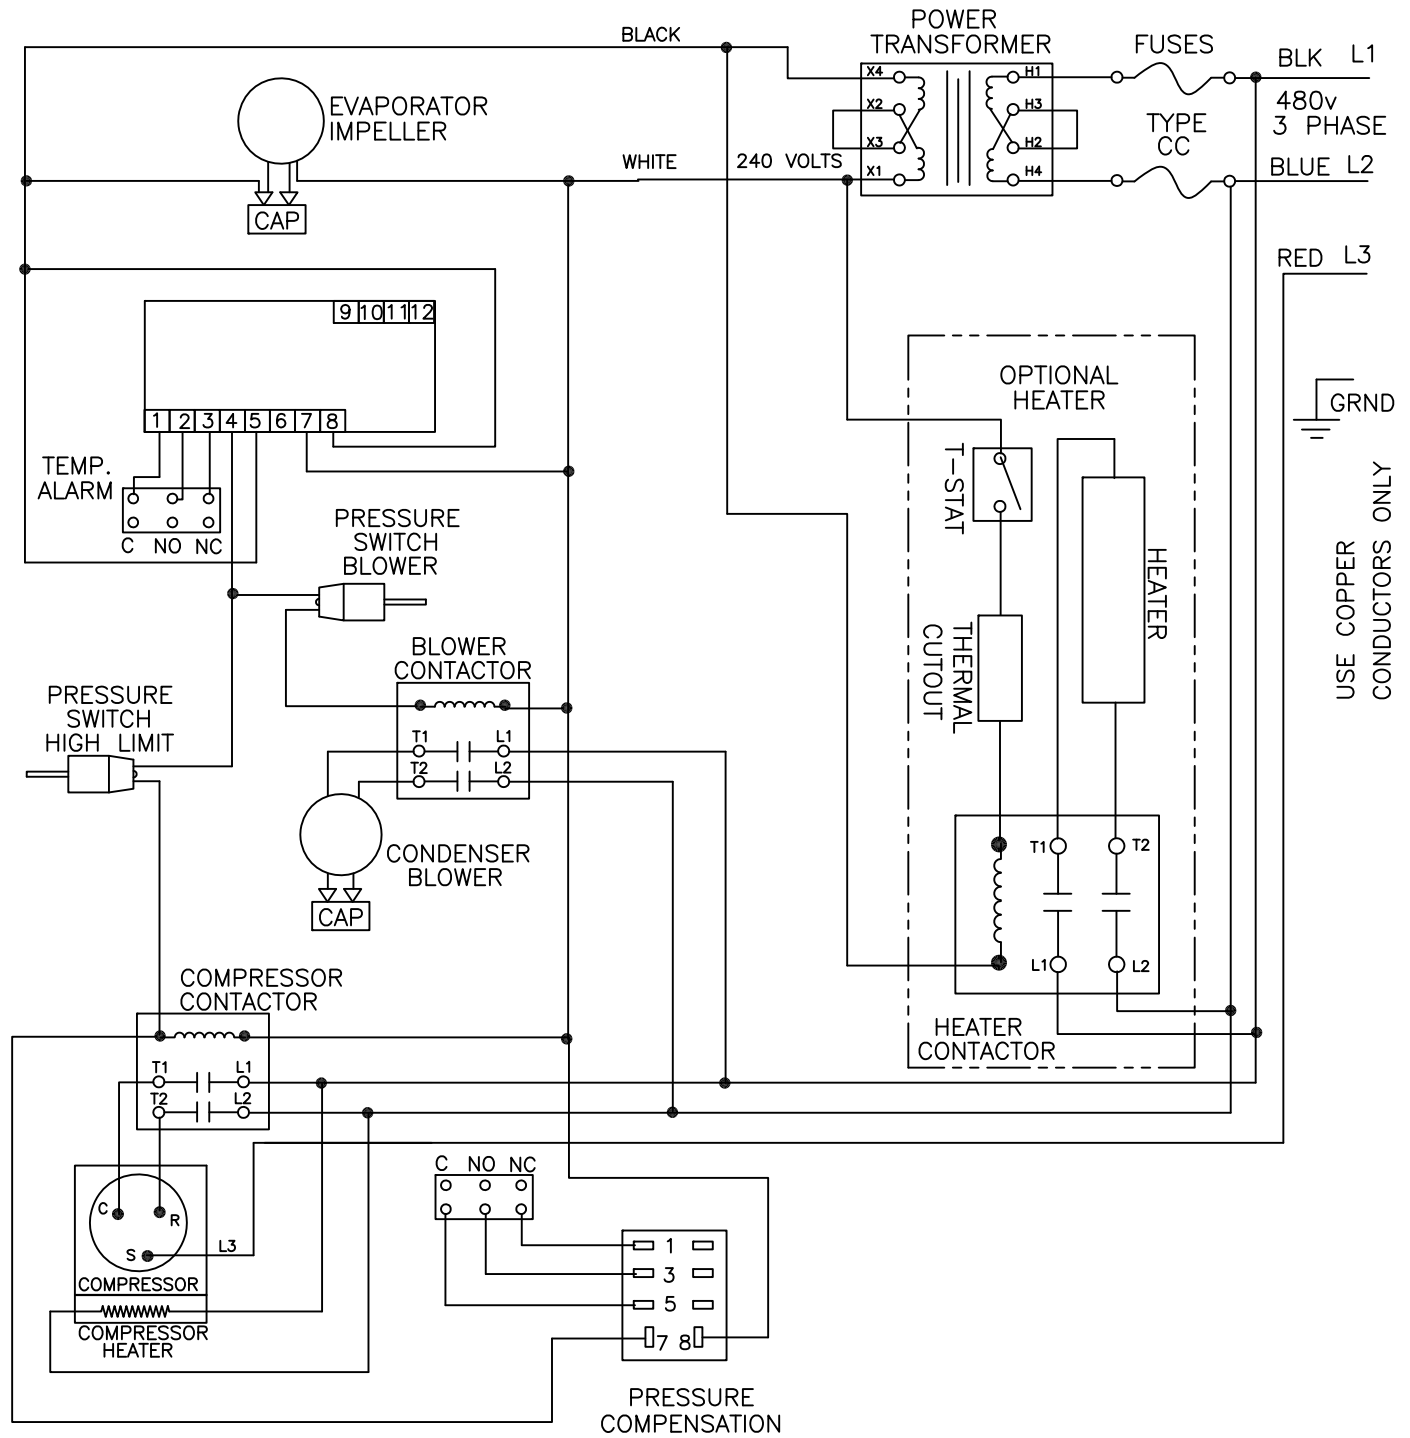 BLACK
POWER
TRANSFORMER
FUSES
BLK L1
X4
H1
480v
3 PHASE
EVAPORATOR
IMPELLER
X2
H3
TYPE
CC
X3
H2
WHITE
240 VOLTS
X1
H4
BLUE L2
CAP
RED L3
9 10 11 12
1 2 3 4 5 6 7 8
OPTIONAL
HEATER
GRND
TEMP.
ALARM
C NO NC
T-STAT
PRESSURE
SWITCH
BLOWER
HEATER
USE COPPER
CONDUCTORS ONLY
THERMAL
CUTOUT
BLOWER
CONTACTOR
PRESSURE
SWITCH
HIGH LIMIT
T1 L1
T2 L2
CONDENSER
BLOWER
CAP
T1 T2
L1 L2
COMPRESSOR
CONTACTOR
HEATER
CONTACTOR
T1 L1
T2 L2
C NO NC
C
R
S
L3
COMPRESSOR
COMPRESSOR
HEATER
1
3
5
7 8
PRESSURE
COMPENSATION